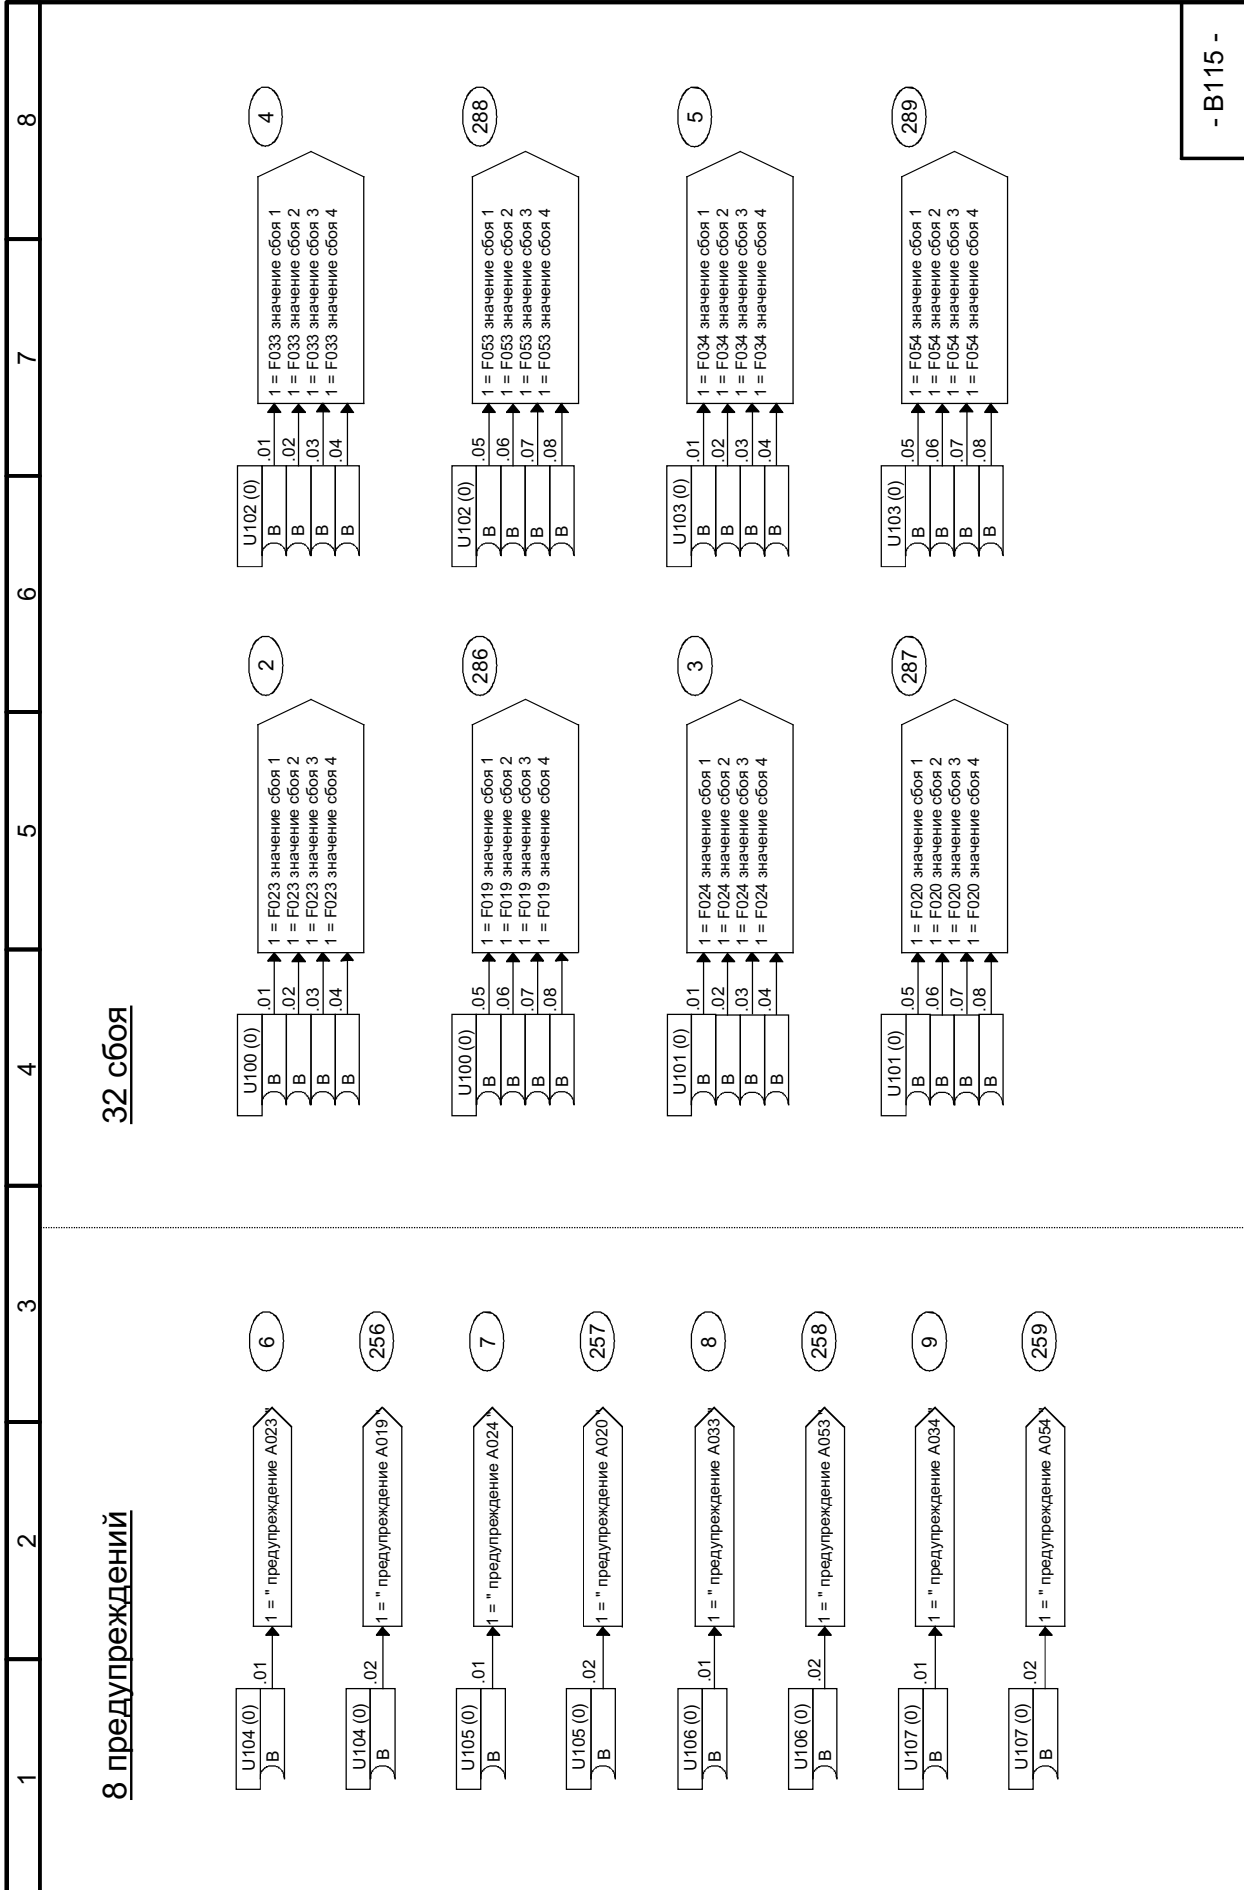 1 2 3 4 5 6 7 8
8 предупреждений
U104 (0)
B
.01
1 = " предупреждение A023 "
6
U104 (0)
B
.02
1 = " предупреждение A019"
256
U105 (0)
B
.01
1 = " предупреждение A024 "
7
U105 (0)
B
.02
1 = " предупреждение A020"
257
U106 (0)
B
.01
1 = " предупреждение A033 "
8
U106 (0)
B
.02
1 = " предупреждение A053"
258
U107 (0)
B
.01
1 = " предупреждение A034"
9
U107 (0)
B
.02
1 = " предупреждение A054"
259
32 сбоя
U100 (0)
B .01 1 = F023 значение сбоя 1
B .02 1 = F023 значение сбоя 2
B .03 1 = F023 значение сбоя 3
B .04 1 = F023 значение сбоя 4
2
U100 (0)
B .05 1 = F019 значение сбоя 1
B .06 1 = F019 значение сбоя 2
B .07 1 = F019 значение сбоя 3
B .08 1 = F019 значение сбоя 4
286
U101 (0)
B .01 1 = F024 значение сбоя 1
B .02 1 = F024 значение сбоя 2
B .03 1 = F024 значение сбоя 3
B .04 1 = F024 значение сбоя 4
3
U101 (0)
B .05 1 = F020 значение сбоя 1
B .06 1 = F020 значение сбоя 2
B .07 1 = F020 значение сбоя 3
B .08 1 = F020 значение сбоя 4
287
U102 (0)
B .01 1 = F033 значение сбоя 1
B .02 1 = F033 значение сбоя 2
B .03 1 = F033 значение сбоя 3
B .04 1 = F033 значение сбоя 4
4
U102 (0)
B .05 1 = F053 значение сбоя 1
B .06 1 = F053 значение сбоя 2
B .07 1 = F053 значение сбоя 3
B .08 1 = F053 значение сбоя 4
288
U103 (0)
B .01 1 = F034 значение сбоя 1
B .02 1 = F034 значение сбоя 2
B .03 1 = F034 значение сбоя 3
B .04 1 = F034 значение сбоя 4
5
U103 (0)
B .05 1 = F054 значение сбоя 1
B .06 1 = F054 значение сбоя 2
B .07 1 = F054 значение сбоя 3
B .08 1 = F054 значение сбоя 4
289
- B115 -